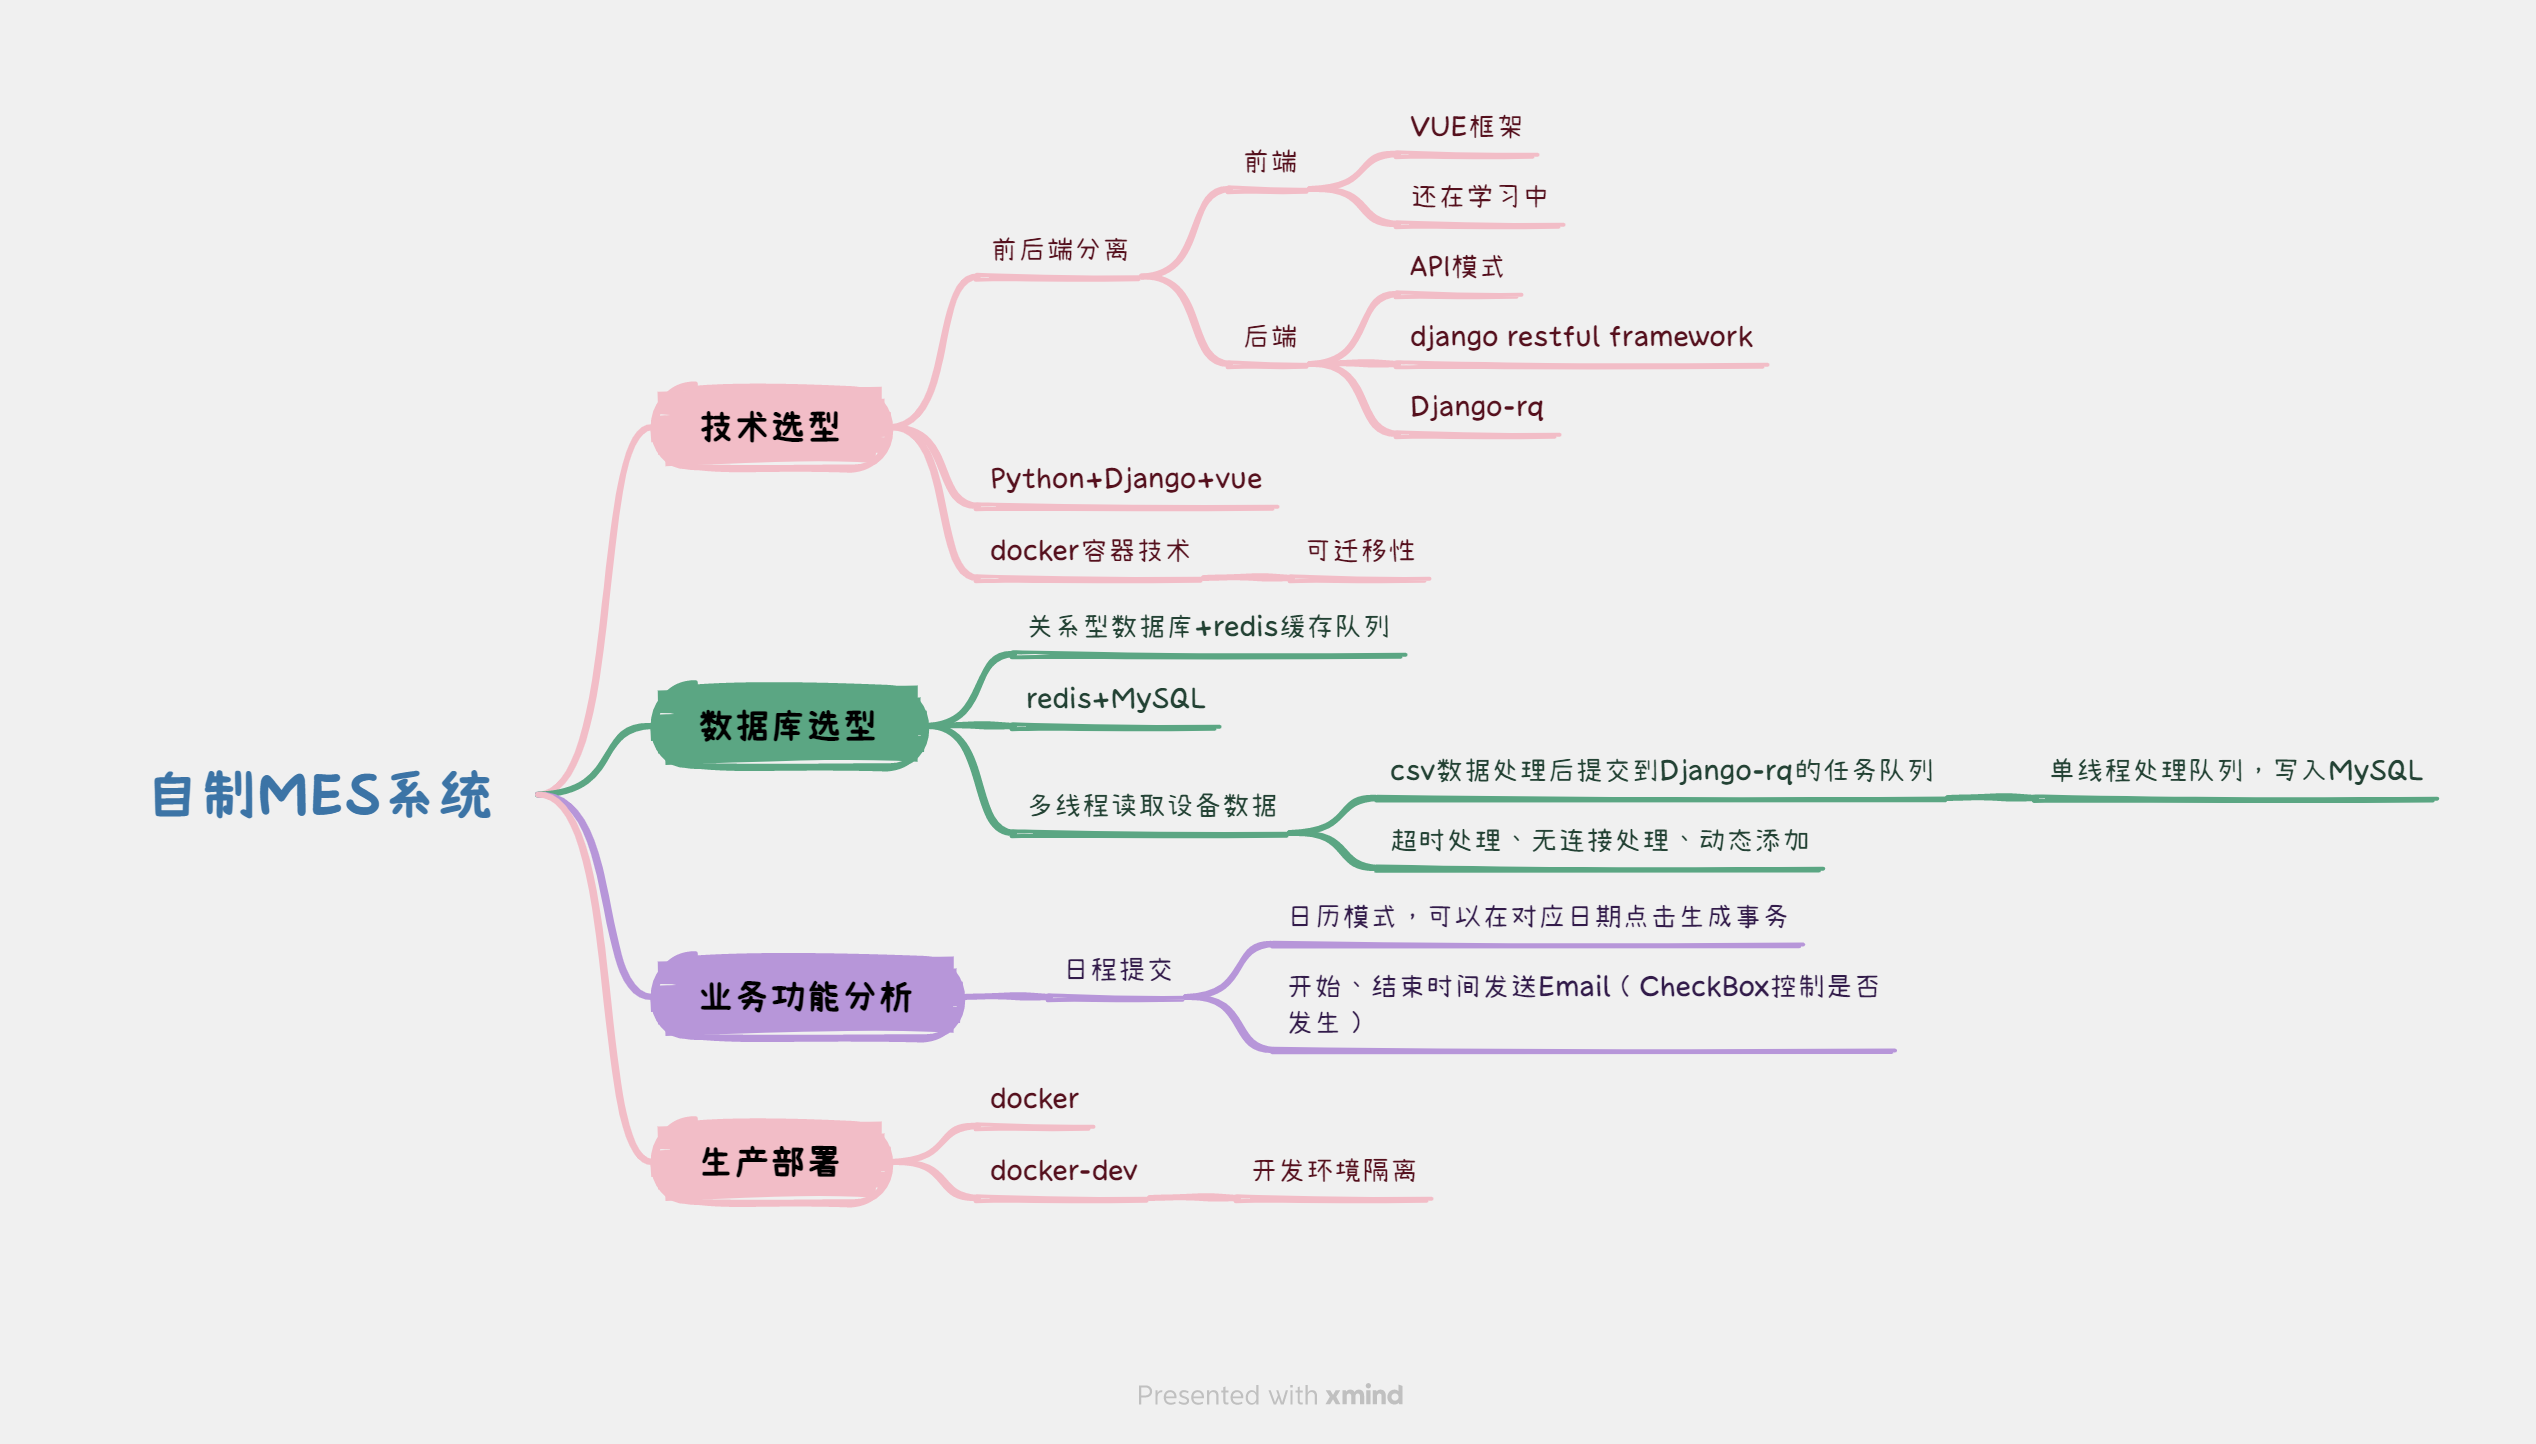 自制MES系统
技术选型
前后端分离
前端
VUE框架
还在学习中
后端
API模式
django restful framework
Django-rq
Python+Django+vue
docker容器技术
可迁移性
数据库选型
关系型数据库+redis缓存队列
redis+MySQL
多线程读取设备数据
csv数据处理后提交到Django-rq的任务队列
单线程处理队列，写入MySQL
超时处理、无连接处理、动态添加
业务功能分析
日程提交
日历模式，可以在对应日期点击生成事务
开始、结束时间发送Email（CheckBox控制是否
发生）
生产部署
docker
docker-dev
开发环境隔离
Presented with xmind